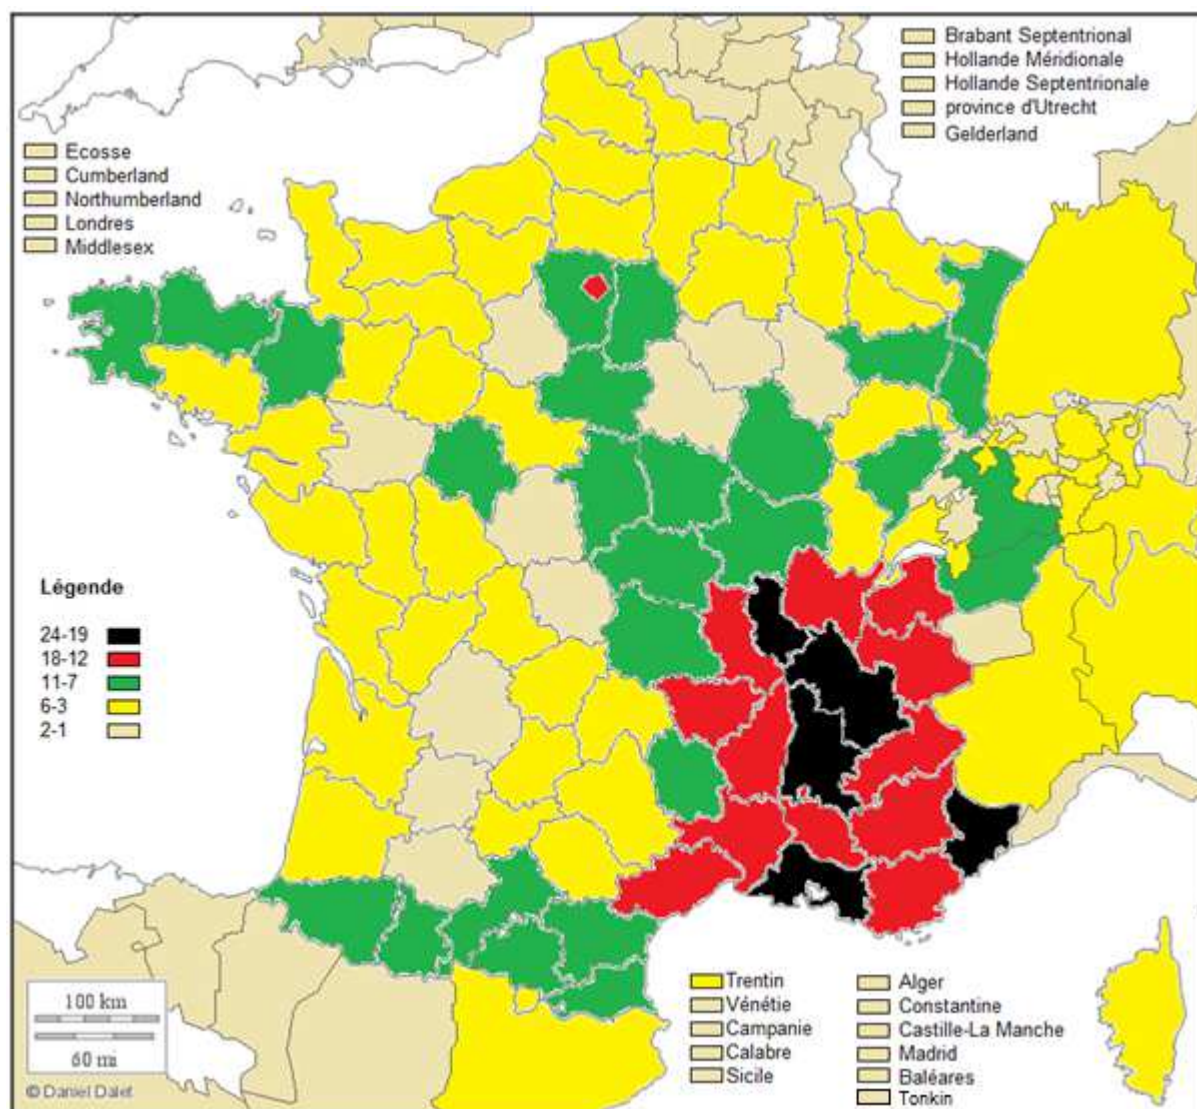 Brabant Septentrional
Hollande Méridionale
Hollande Septentrionale
province d'Utrecht
Gelderland
Ecosse
Cumberland
Northumberland
Londres
Middlesex
Légende
24-19
18-12
11-7
6-3
2-1
Trentin
Vénétie
Campanie
Calabre
Sicile
Alger
Constantine
Castille-La Manche
Madrid
Baléares
Tonkin
100 km
60 mi
© Daniel Dalet